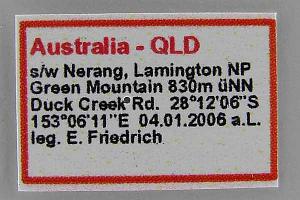 Australia - QLD
s/w Nerang, Lamington NP
Green Mountain 830m üNN
Duck Creek Rd. 28°12'06"S
153°06'11"E 04.01.2006 a.L.
leg. E. Friedrich